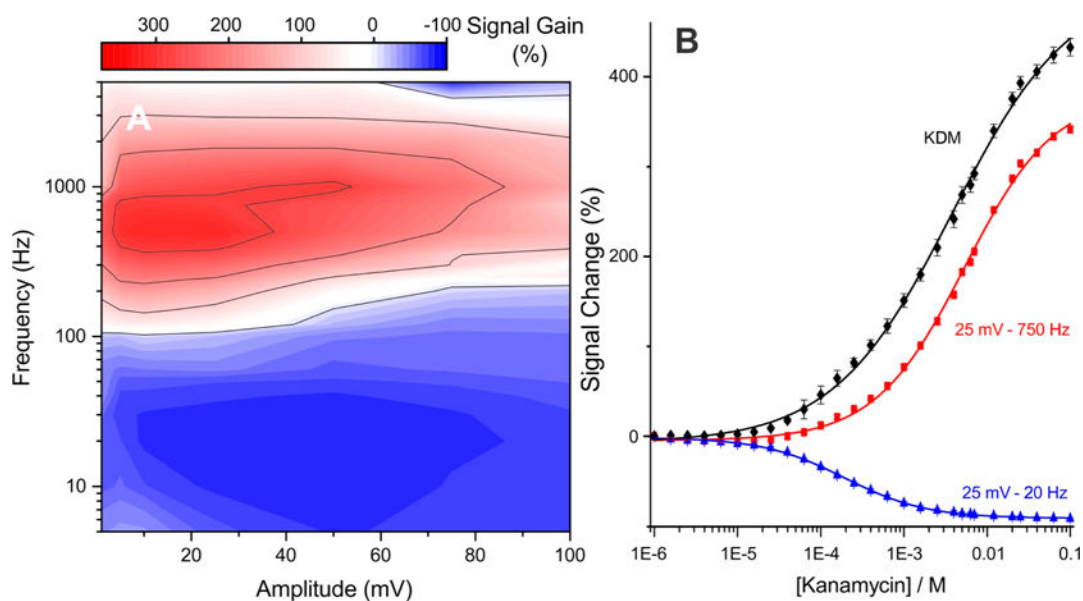 300 200 100 0 -100 Signal Gain
(%)
A
Frequency (Hz)
1000
100
10
20 40 60 80 100
Amplitude (mV)
B
Signal Change (%)
400
200
0
KDM
25 mV - 750 Hz
25 mV - 20 Hz
1E-6 1E-5 1E-4 1E-3 0.01 0.1
[Kanamycin] / M